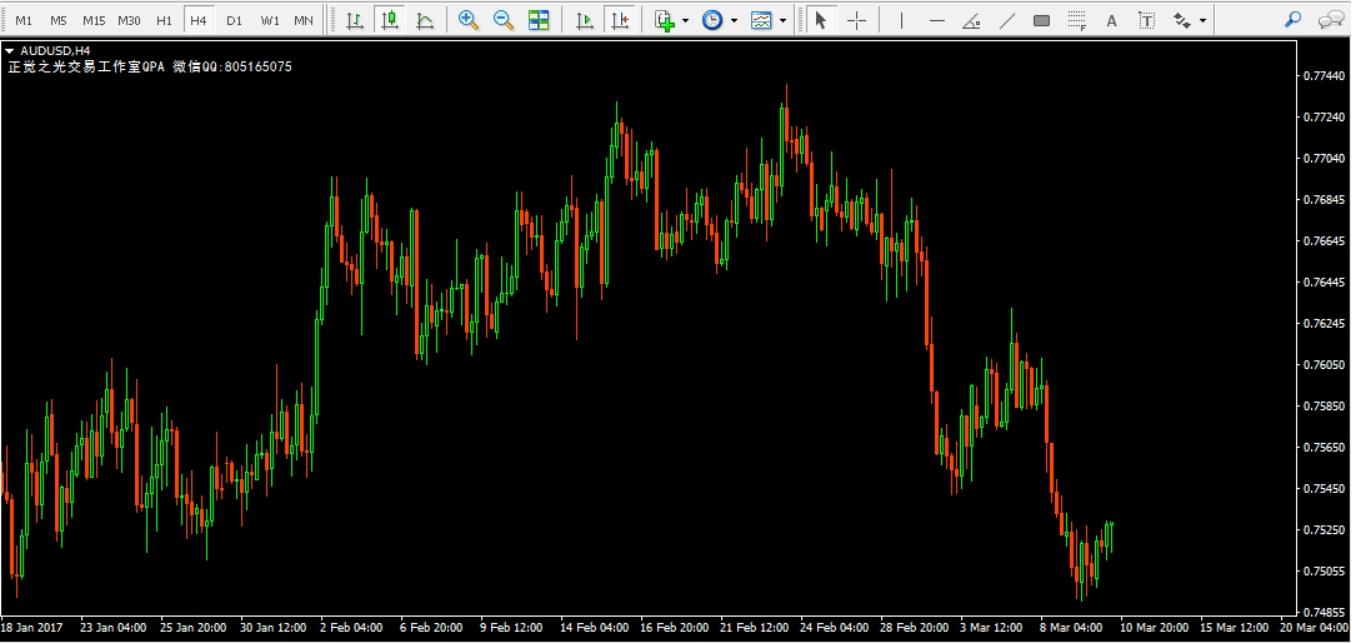 M1 M5 M15 M30 H1 H4 D1 W1 MN
F A T
AUDUSD,H4
正觉之光交易工作室QPA 微信QQ:805165075
0.77440
0.77240
0.77040
0.76845
0.76645
0.76445
0.76245
0.76050
0.75850
0.75650
0.75450
0.75250
0.75055
0.74855
18 Jan 2017 23 Jan 04:00 25 Jan 20:00 30 Jan 12:00 2 Feb 04:00 6 Feb 20:00 9 Feb 12:00 14 Feb 04:00 16 Feb 20:00 21 Feb 12:00 24 Feb 04:00 28 Feb 20:00 3 Mar 12:00 8 Mar 04:00 10 Mar 20:00 15 Mar 12:00 20 Mar 04:00